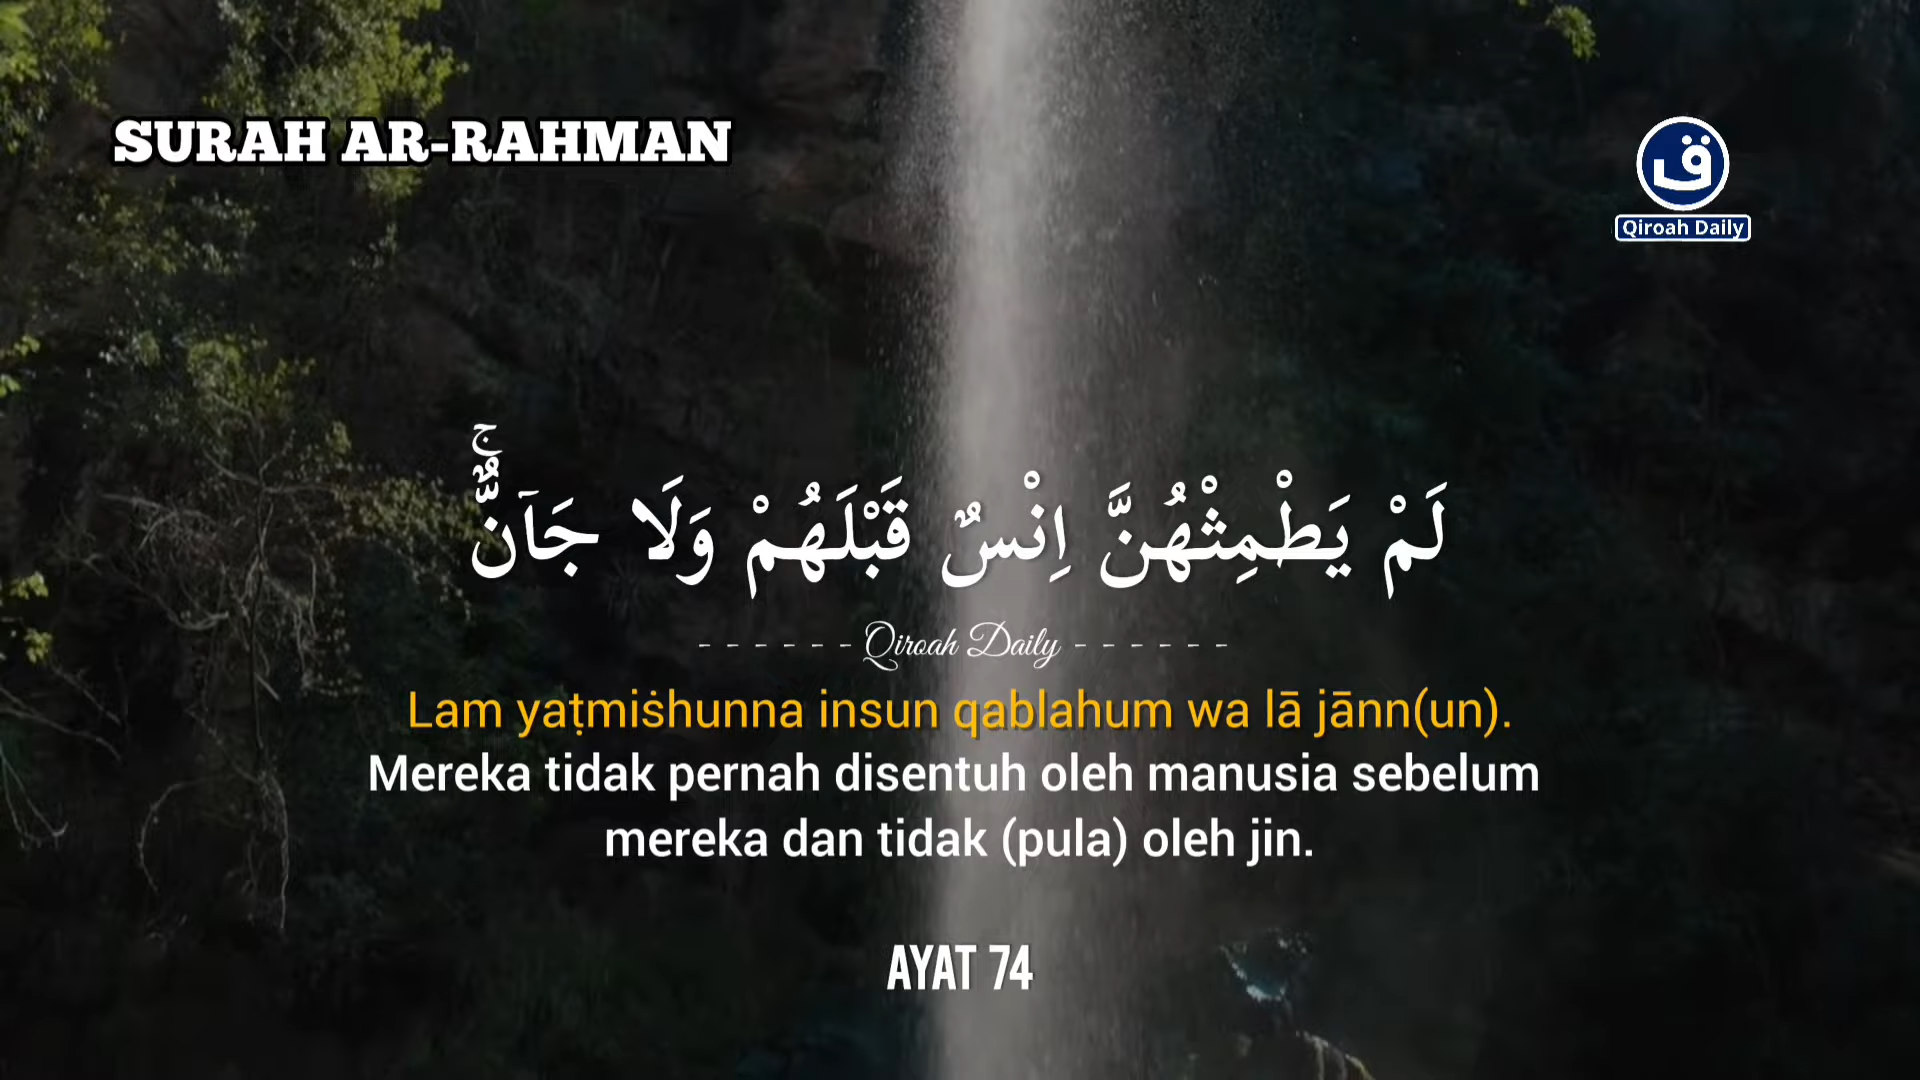 SURAH AR-RAHMAN
ق
Qiroah Daily
لَمْ يَطْمِثْهُنَّ اِنْسٌ قَبْلَهُمْ وَلَا جَاۤنٌّۚ
------ Qiroah Daily ------
Lam yaṭmiṡhunna insun qablahum wa lā jānn(un).
Mereka tidak pernah disentuh oleh manusia sebelum
mereka dan tidak (pula) oleh jin.
AYAT 74